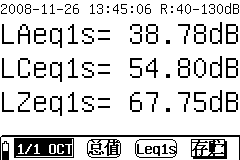 2008-11-26 13:45:06 R:40-130dB
LAeq1s= 38.78dB
LCeq1s= 54.80dB
LZeq1s= 67.75dB
1/1 OCT 总值 Leq1s 存贮